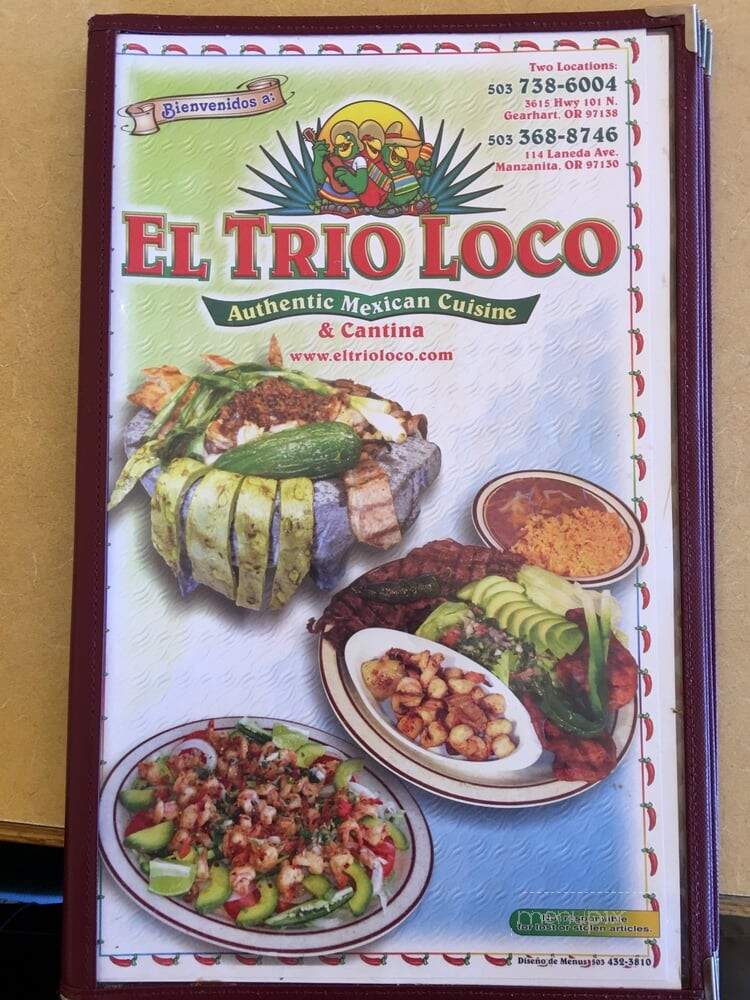 Bienvenidos a:
Two Locations:
503 738-6004
3615 Hwy 101 N.
Gearhart, OR 97138
503 368-8746
114 Laneda Ave.
Manzanita, OR 97130
EL TRIO LOCO
Authentic Mexican Cuisine
& Cantina
www.eltrioloco.com
responsible
for lost or stolen articles.
Diseño de Menus: 503 432-3810